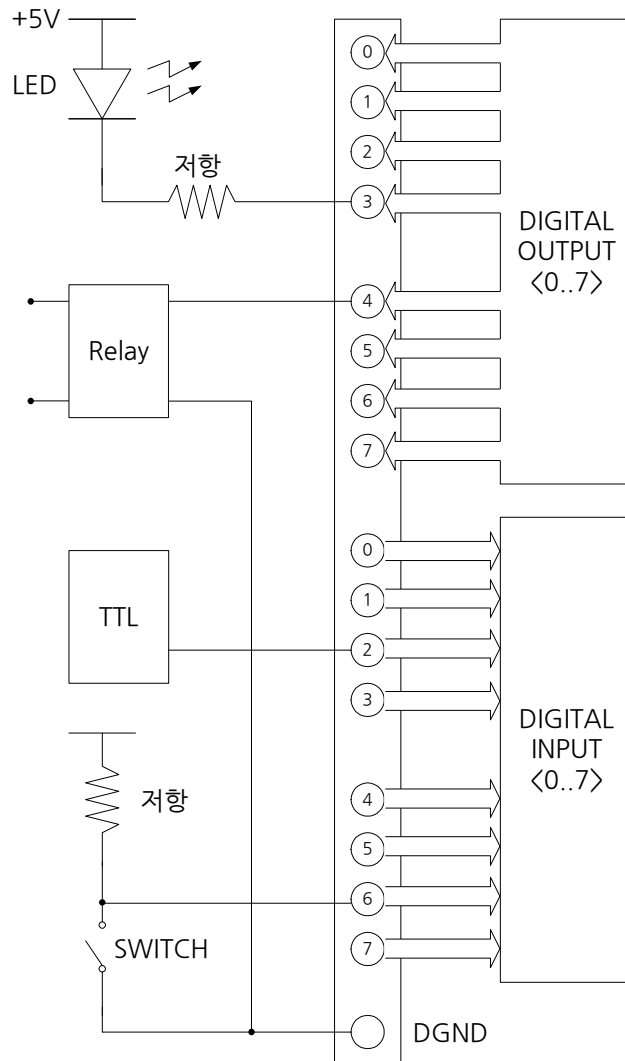 +5V
LED
저항
0
1
2
3
4
5
6
7
DIGITAL
OUTPUT
<0..7>
Relay
TTL
0
1
2
3
4
5
6
7
DIGITAL
INPUT
<0..7>
저항
SWITCH
DGND